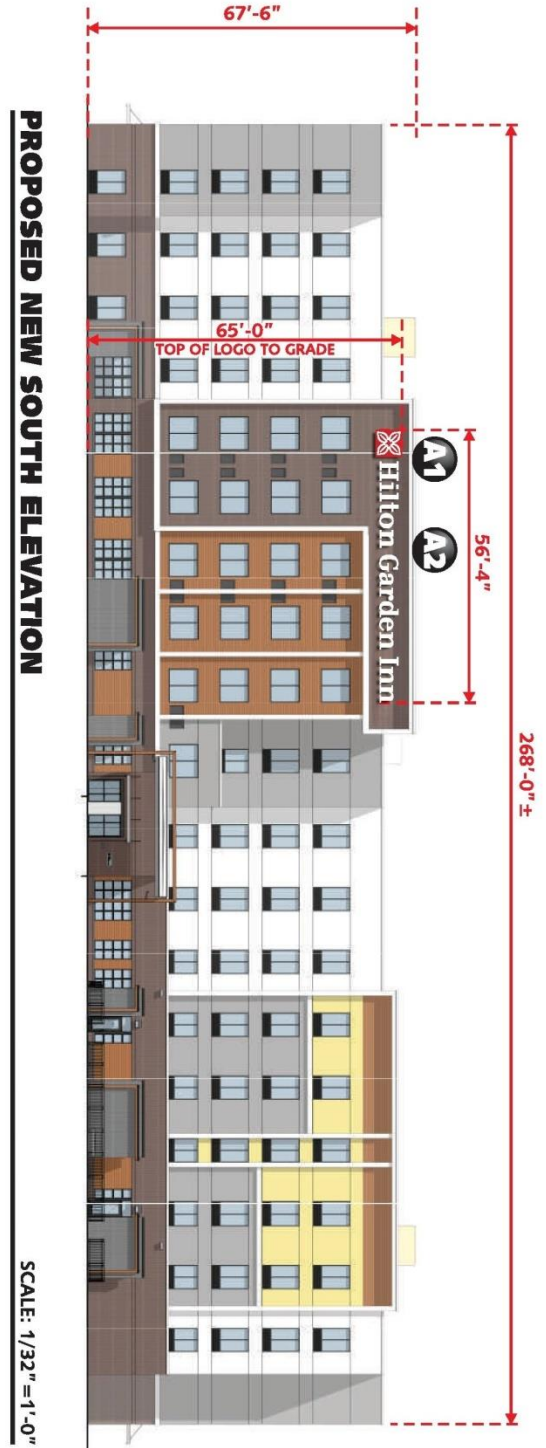 268'-0"±
56'-4"
67'-6"
65'-0"
TOP OF LOGO TO GRADE
A1
A2
Hilton Garden Inn
PROPOSED NEW SOUTH ELEVATION
SCALE: 1/32"=1'-0"